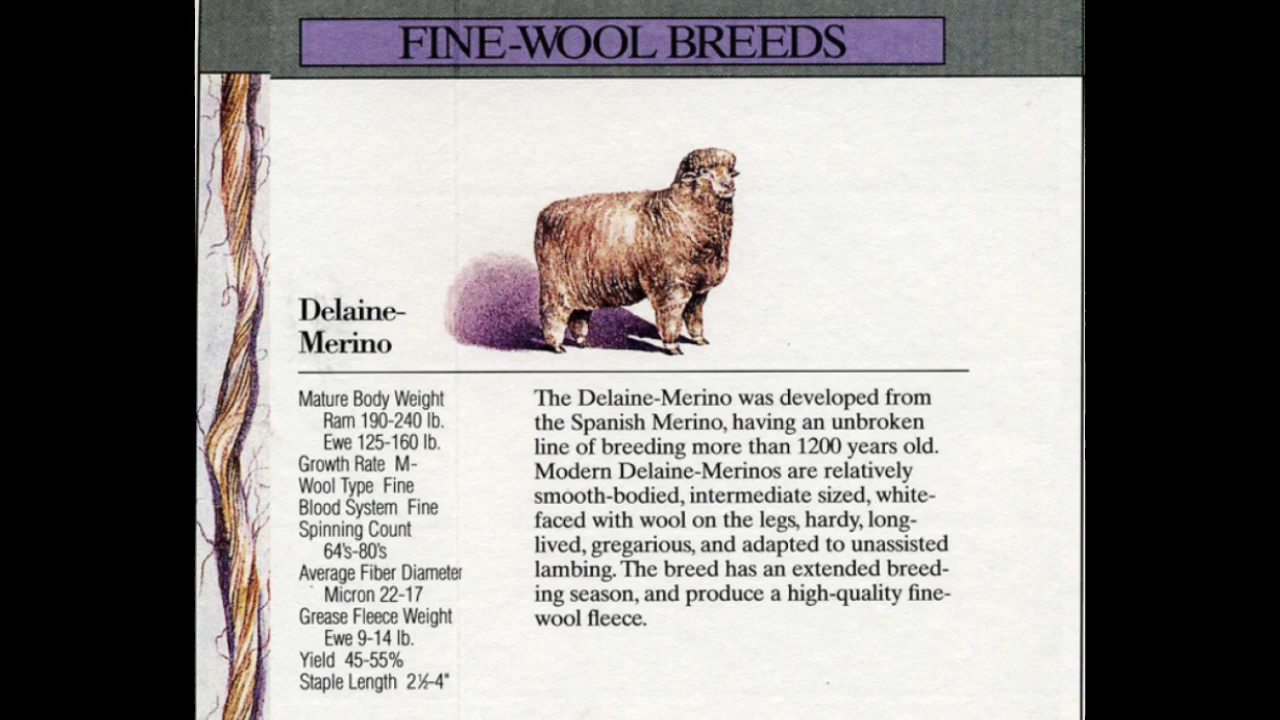 FINE-WOOL BREEDS
Delaine-
Merino
Mature Body Weight
Ram 190-240 lb.
Ewe 125-160 lb.
Growth Rate M-
Wool Type Fine
Blood System Fine
Spinning Count
64's-80's
Average Fiber Diameter
Micron 22-17
Grease Fleece Weight
Ewe 9-14 lb.
Yield 45-55%
Staple Length 2½-4"
The Delaine-Merino was developed from
the Spanish Merino, having an unbroken
line of breeding more than 1200 years old.
Modern Delaine-Merinos are relatively
smooth-bodied, intermediate sized, white-
faced with wool on the legs, hardy, long-
lived, gregarious, and adapted to unassisted
lambing. The breed has an extended breed-
ing season, and produce a high-quality fine-
wool fleece.